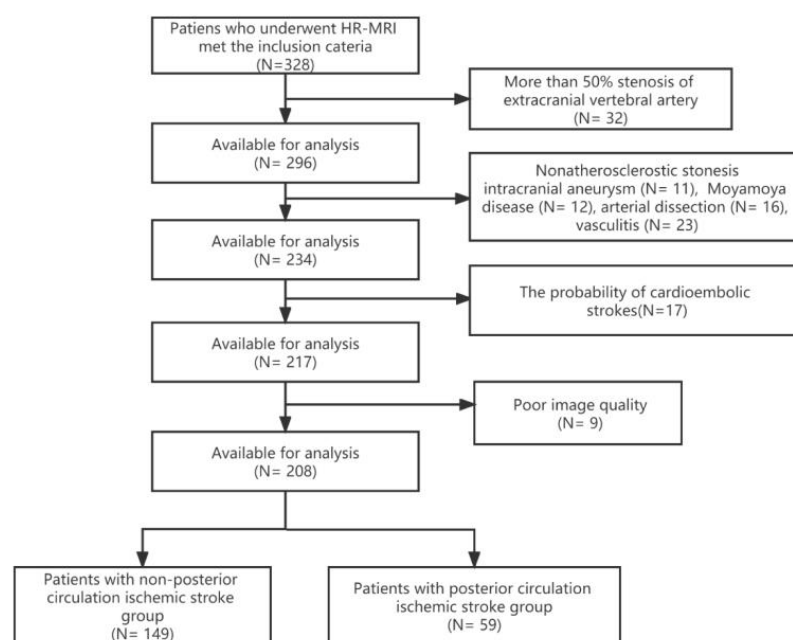 Patiens who underwent HR-MRI
met the inclusion cateria
(N=328)
More than 50% stenosis of
extracranial vertebral artery
(N= 32)
Available for analysis
(N= 296)
Nonatherosclerostic stonesis
intracranial aneurysm (N= 11), Moyamoya
disease (N= 12), arterial dissection (N= 16),
vasculitis (N= 23)
Available for analysis
(N= 234)
The probability of cardioembolic
strokes(N=17)
Available for analysis
(N= 217)
Poor image quality
(N= 9)
Available for analysis
(N= 208)
Patients with non-posterior
circulation ischemic stroke
group
(N= 149)
Patients with posterior circulation
ischemic stroke group
(N= 59)